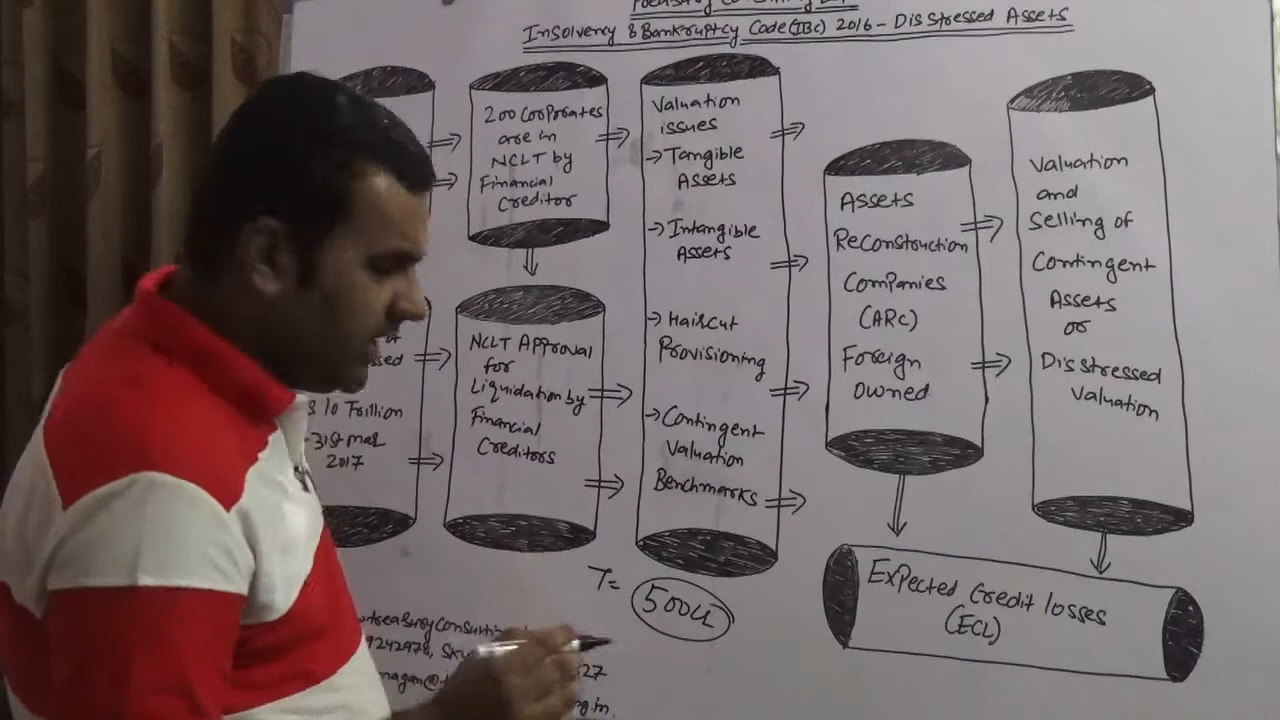 Insolvency & Bankruptcy Code(IBC) 2016 - DisStressed Assets
200 Corporates
are in
NCLT by
Financial
Creditor
NCLT Approval
for
Liquidation by
Financial
Creditors
10 Trillion
31st mar
2017
Valuation
issues
→ Tangible
Assets
→ Intangible
Assets
→ Haircut
Provisioning
→ Contingent
Valuation
Benchmarks
Assets
Reconstruction
Companies
(ARC)
Foreign
Owned
Valuation
and
Selling of
Contingent
Assets
or
DisStressed
Valuation
Expected Credit losses
(ECL)
T=
9242978,
27